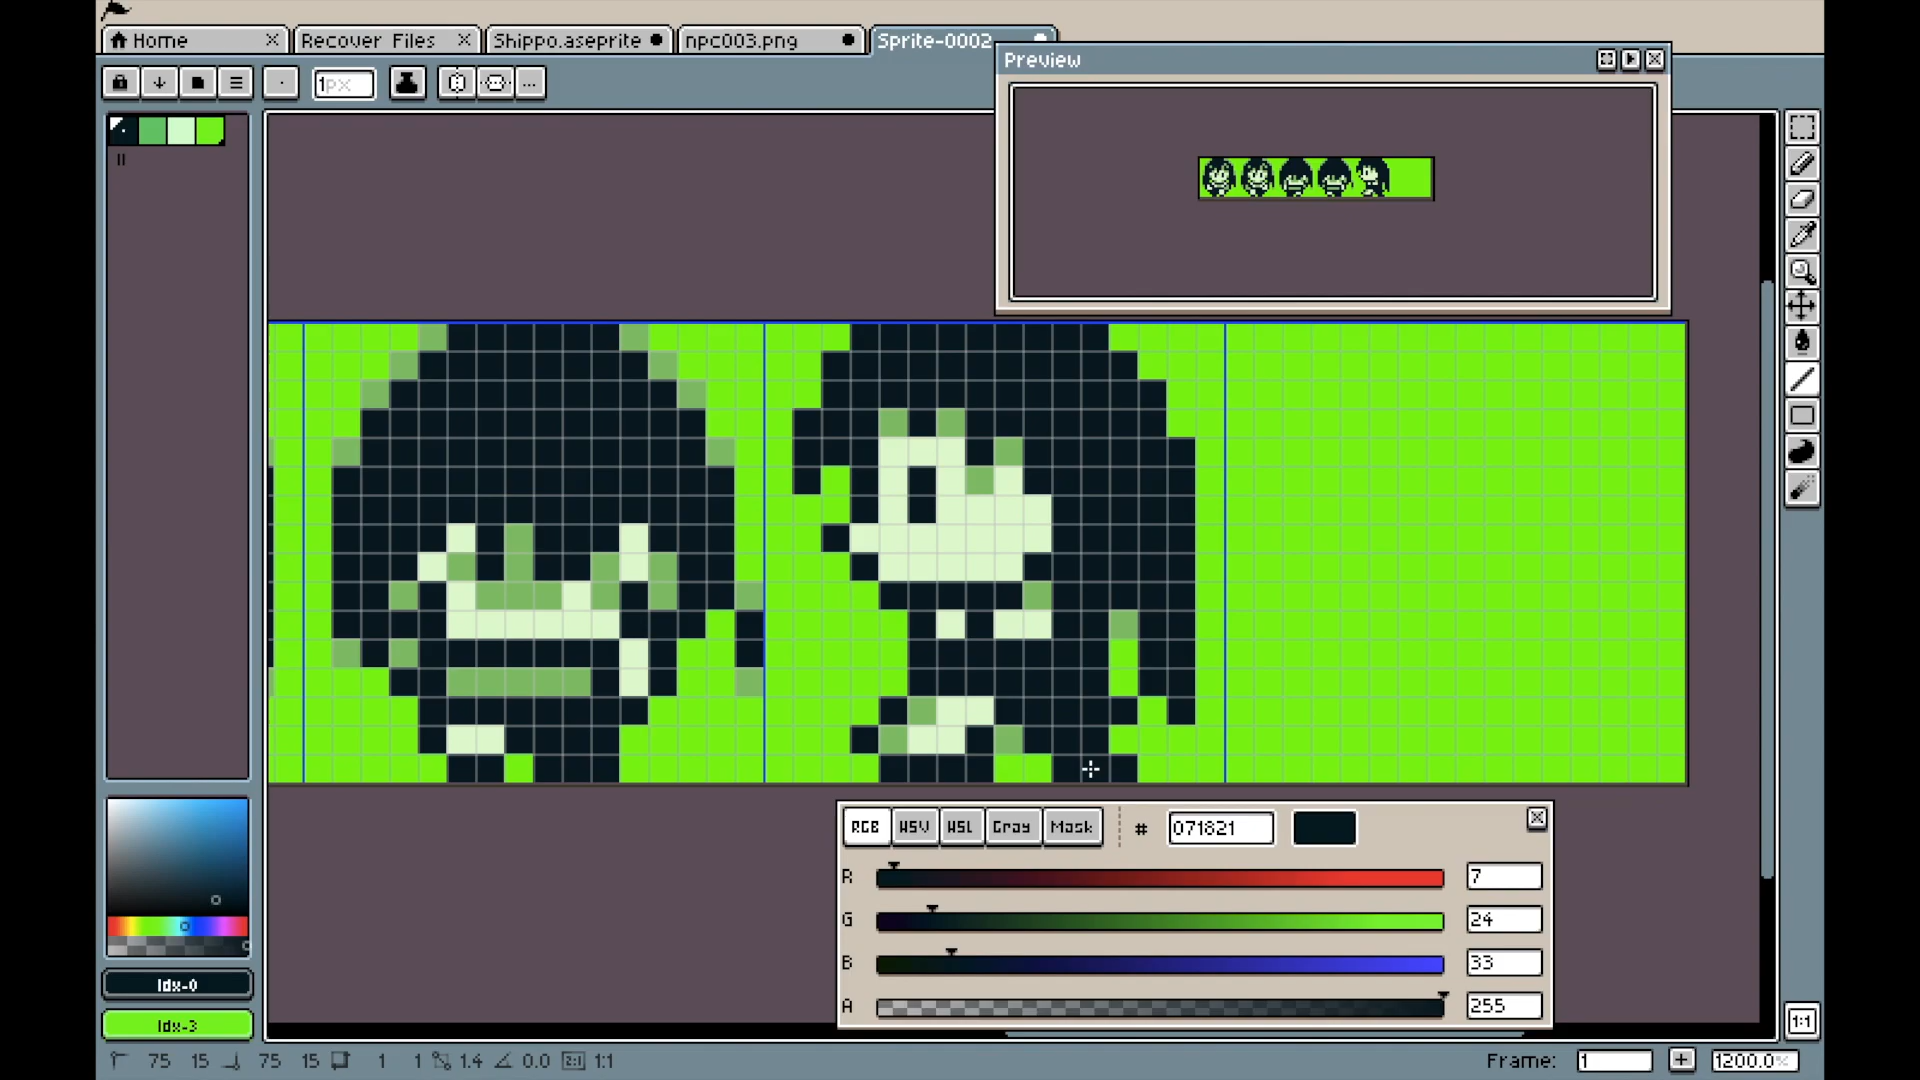 Home
Recover Files
Shippo.aseprite
npc003.png
Sprite-0002
Preview
1px
RGB HSV HSL Gray Mask # 071821
R 7
G 24
B 33
A 255
Idx-0
Idx-3
75 15 75 15 1 1 1.4 0.0 2:1 1:1
Frame: 1 + 1200.0%
1:1